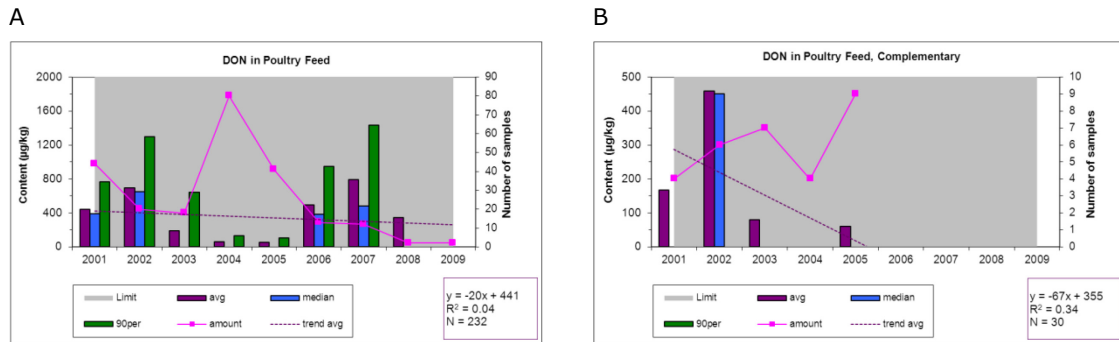 A
DON in Poultry Feed
Content (µg/kg)
2000
1600
1200
800
400
0
90
80
70
60
50
40
30
20
10
0
Number of samples
2001 2002 2003 2004 2005 2006 2007 2008 2009
Limit avg median
90per amount trend avg
y = -20x + 441
R² = 0.04
N = 232
B
DON in Poultry Feed, Complementary
Content (µg/kg)
500
400
300
200
100
0
10
9
8
7
6
5
4
3
2
1
0
Number of samples
2001 2002 2003 2004 2005 2006 2007 2008 2009
Limit avg median
90per amount trend avg
y = -67x + 355
R² = 0.34
N = 30